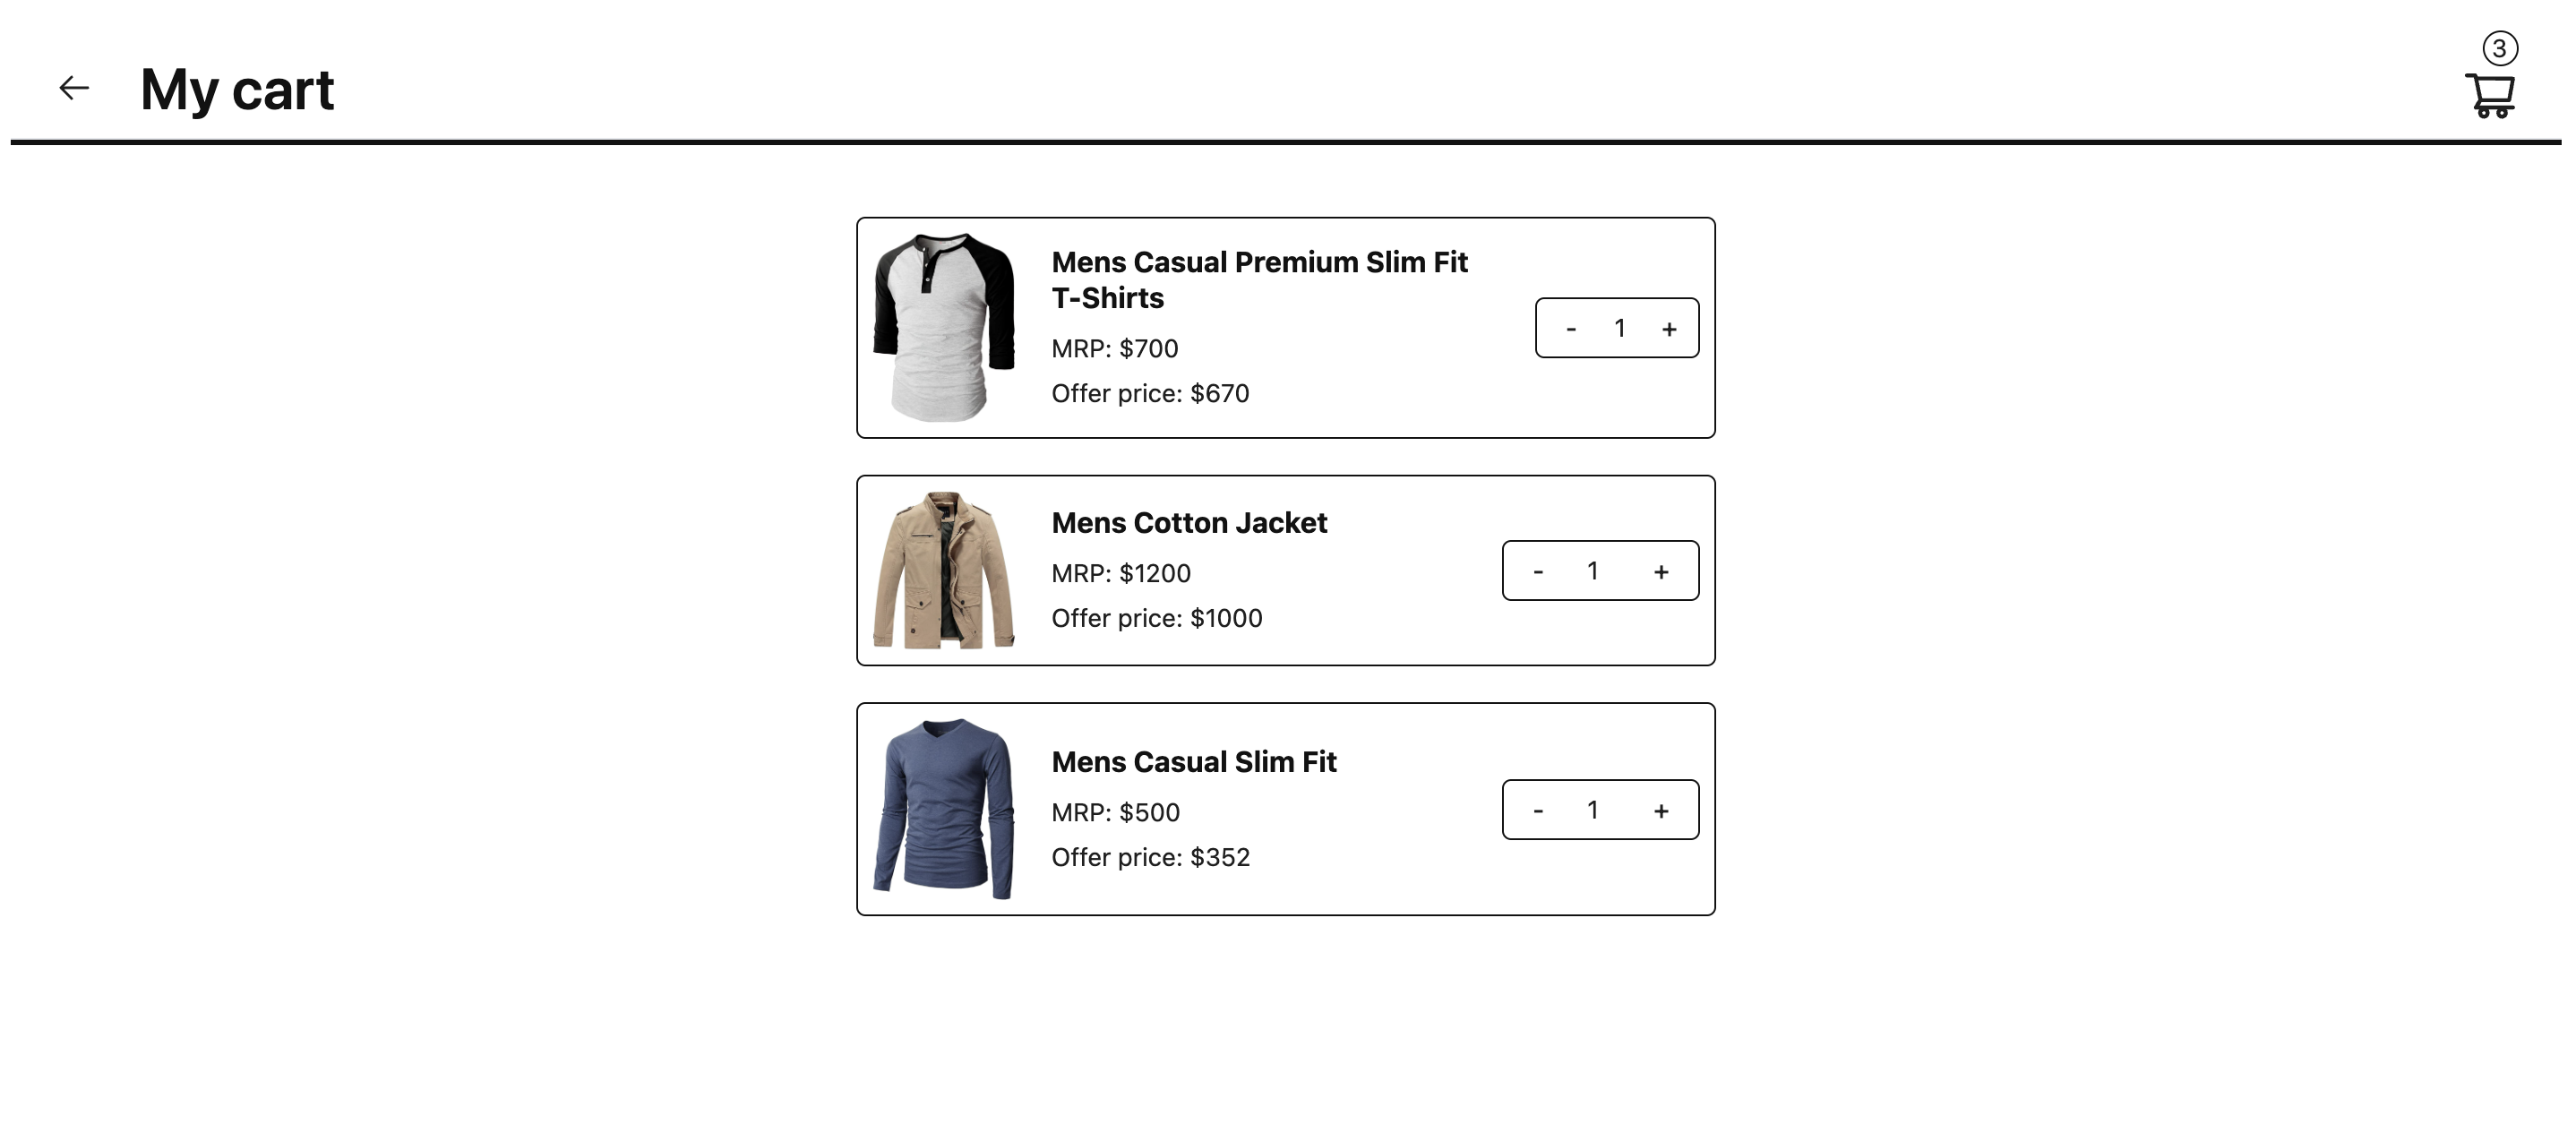 My cart
3
Mens Casual Premium Slim Fit
T-Shirts
MRP: $700
Offer price: $670
- 1 +
Mens Cotton Jacket
MRP: $1200
Offer price: $1000
- 1 +
Mens Casual Slim Fit
MRP: $500
Offer price: $352
- 1 +